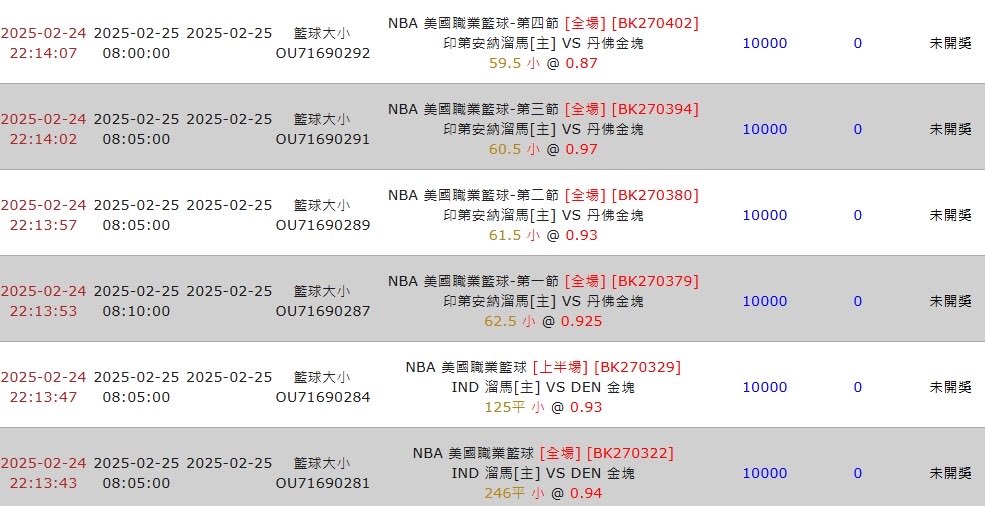 NBA 美國職業籃球-第四節 [全場] [BK270402]
2025-02-24 2025-02-25 2025-02-25 籃球大小 印第安納溜馬[主] VS 丹佛金塊 10000 0 未開獎
22:14:07 08:00:00 OU71690292
59.5 小 @ 0.87
NBA 美國職業籃球-第三節 [全場] [BK270394]
2025-02-24 2025-02-25 2025-02-25 籃球大小 印第安納溜馬[主] VS 丹佛金塊 10000 0 未開獎
22:14:02 08:05:00 OU71690291
60.5 小 @ 0.97
NBA 美國職業籃球-第二節 [全場] [BK270380]
2025-02-24 2025-02-25 2025-02-25 籃球大小 印第安納溜馬[主] VS 丹佛金塊 10000 0 未開獎
22:13:57 08:05:00 OU71690289
61.5 小 @ 0.93
NBA 美國職業籃球-第一節 [全場] [BK270379]
2025-02-24 2025-02-25 2025-02-25 籃球大小 印第安納溜馬[主] VS 丹佛金塊 10000 0 未開獎
22:13:53 08:10:00 OU71690287
62.5 小 @ 0.925
NBA 美國職業籃球 [上半場] [BK270329]
2025-02-24 2025-02-25 2025-02-25 籃球大小 IND 溜馬[主] VS DEN 金塊 10000 0 未開獎
22:13:47 08:05:00 OU71690284
125平 小 @ 0.93
NBA 美國職業籃球 [全場] [BK270322]
2025-02-24 2025-02-25 2025-02-25 籃球大小 IND 溜馬[主] VS DEN 金塊 10000 0 未開獎
22:13:43 08:05:00 OU71690281
246平 小 @ 0.94